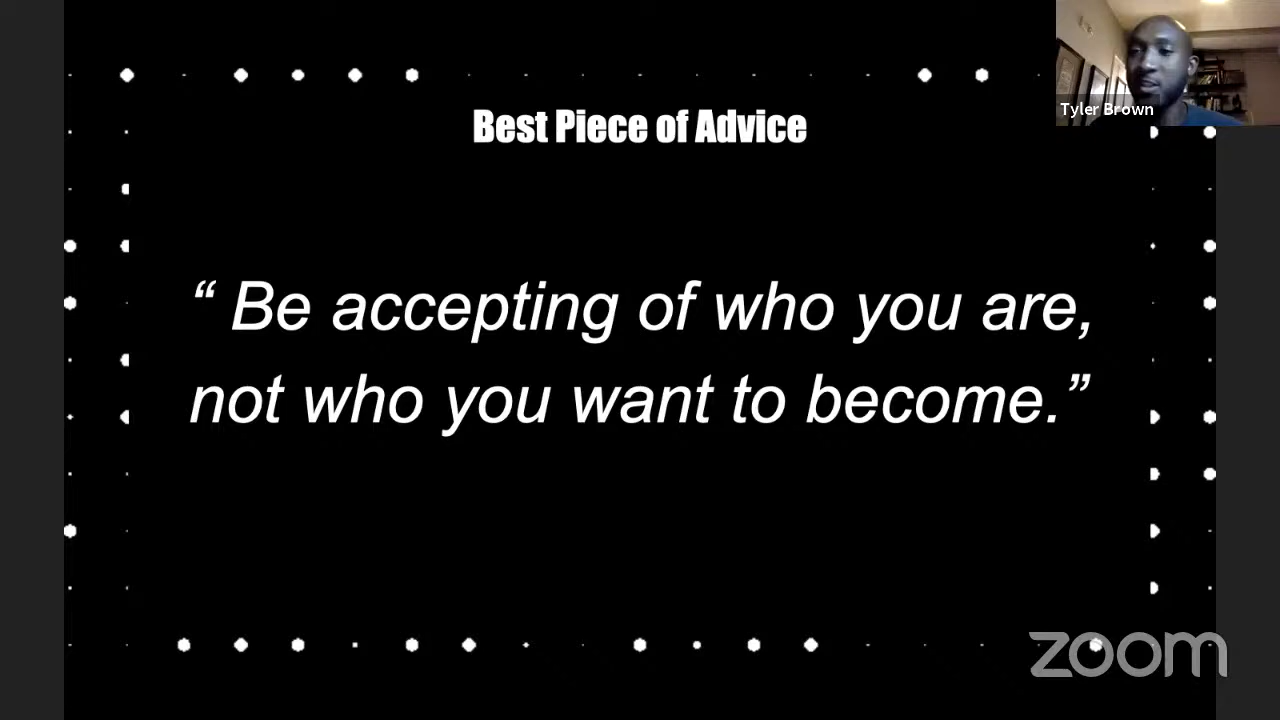 Tyler Brown
Best Piece of Advice
“ Be accepting of who you are,
not who you want to become.”
zoom